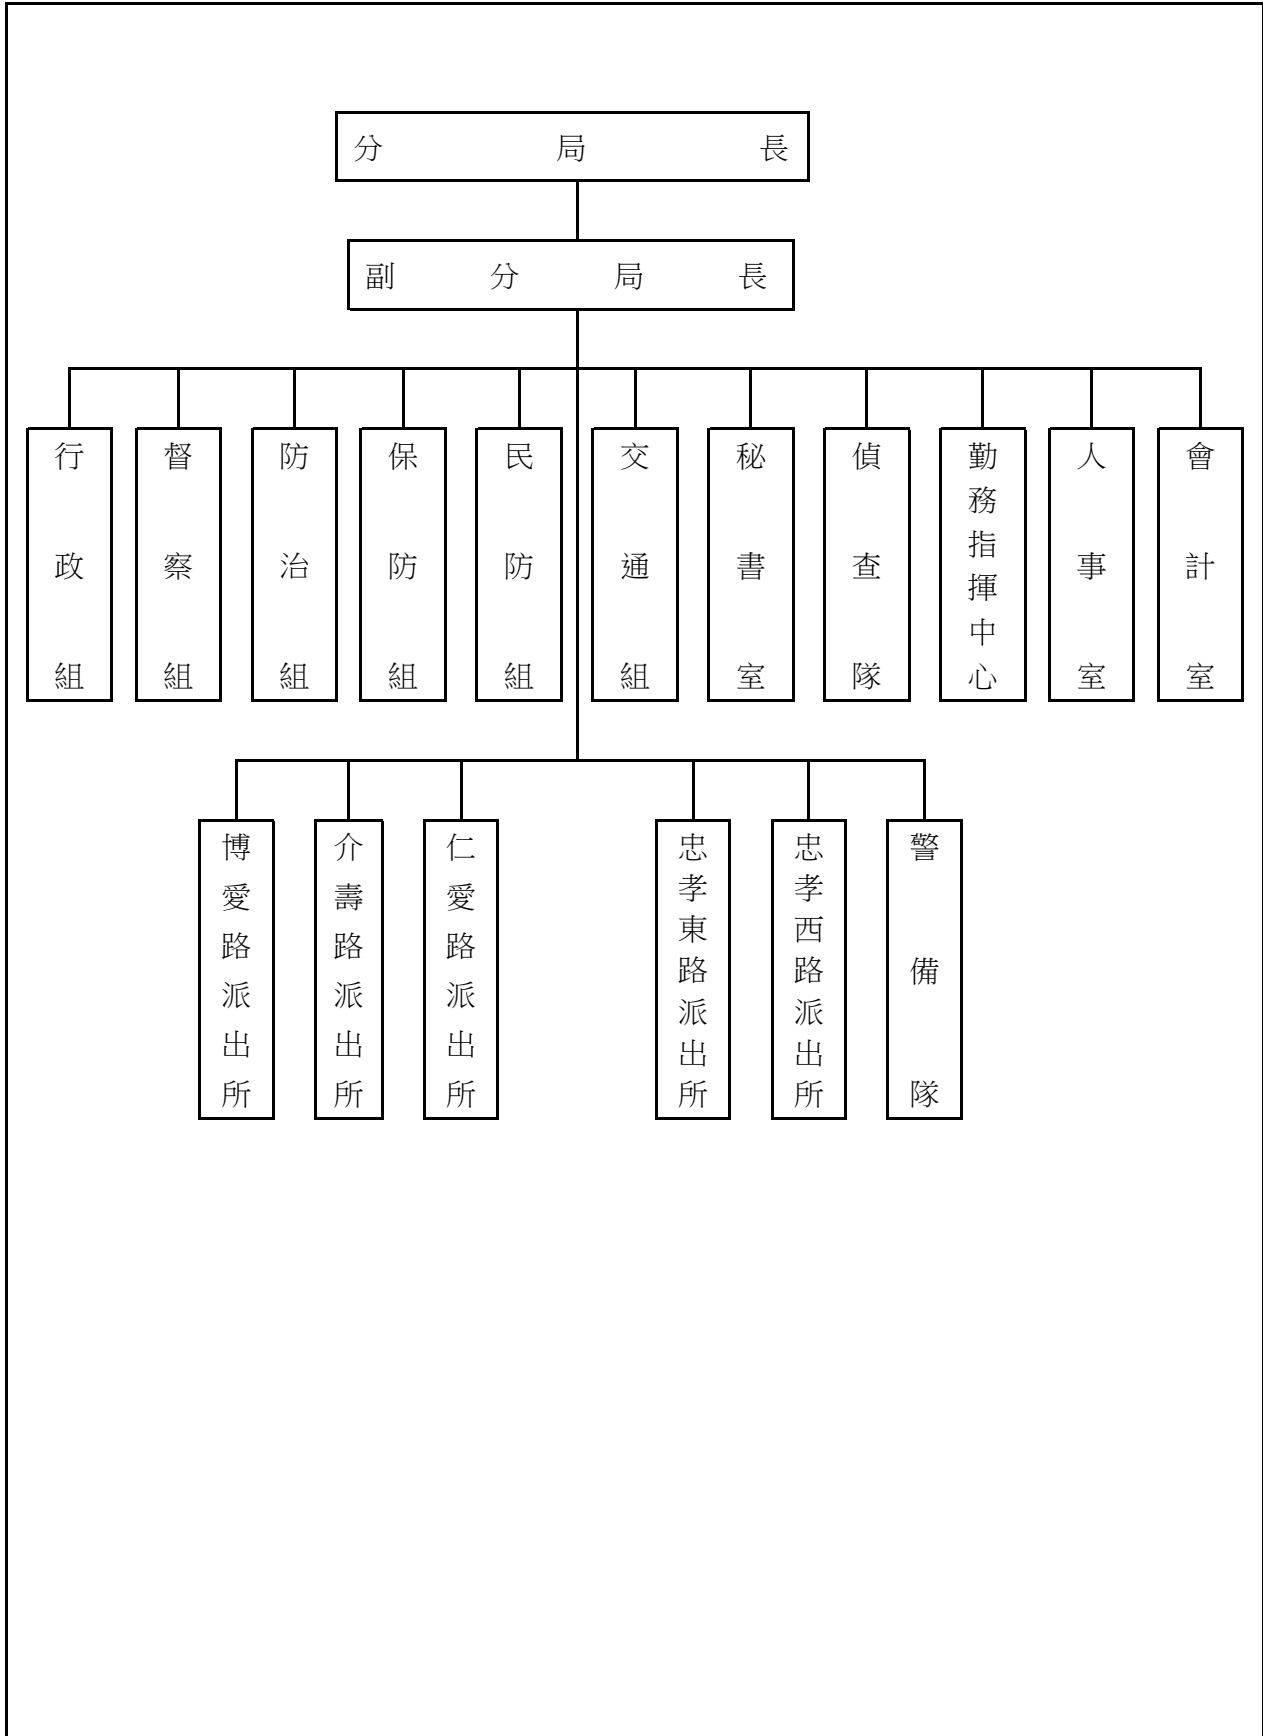 分局長
副分局長
行政組
督察組
防治組
保防組
民防組
交通組
秘書室
偵查隊
勤務指揮中心
人事室
會計室
博愛路派出所
介壽路派出所
仁愛路派出所
忠孝東路派出所
忠孝西路派出所
警備隊